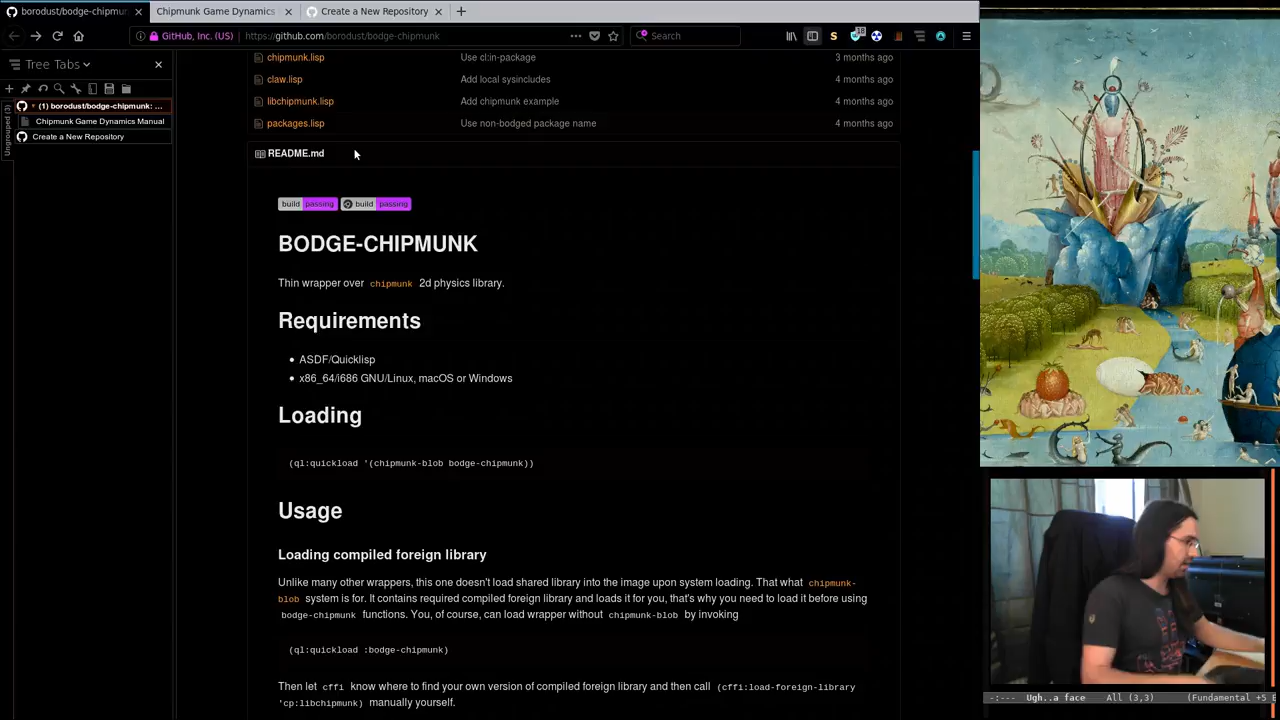 borodust/bodge-chipmun
Chipmunk Game Dynamics
Create a New Repository
GitHub, Inc. (US)
https://github.com/borodust/bodge-chipmunk
Search
Tree Tabs
(1) borodust/bodge-chipmunk: ...
Chipmunk Game Dynamics Manual
Create a New Repository
Ungrouped (3)
chipmunk.lisp Use cl:in-package 3 months ago
claw.lisp Add local sysincludes 4 months ago
libchipmunk.lisp Add chipmunk example 4 months ago
packages.lisp Use non-bodged package name 4 months ago
README.md
build passing build passing
BODGE-CHIPMUNK
Thin wrapper over chipmunk 2d physics library.
Requirements
ASDF/Quicklisp
x86_64/i686 GNU/Linux, macOS or Windows
Loading
(ql:quickload '(chipmunk-blob bodge-chipmunk))
Usage
Loading compiled foreign library
Unlike many other wrappers, this one doesn't load shared library into the image upon system loading. That what chipmunk-
blob system is for. It contains required compiled foreign library and loads it for you, that's why you need to load it before using
bodge-chipmunk functions. You, of course, can load wrapper without chipmunk-blob by invoking
(ql:quickload :bodge-chipmunk)
Then let cffi know where to find your own version of compiled foreign library and then call (cffi:load-foreign-library
'cp:libchipmunk) manually yourself.
-:--- Ugh..a face All (3,3) (Fundamental +5